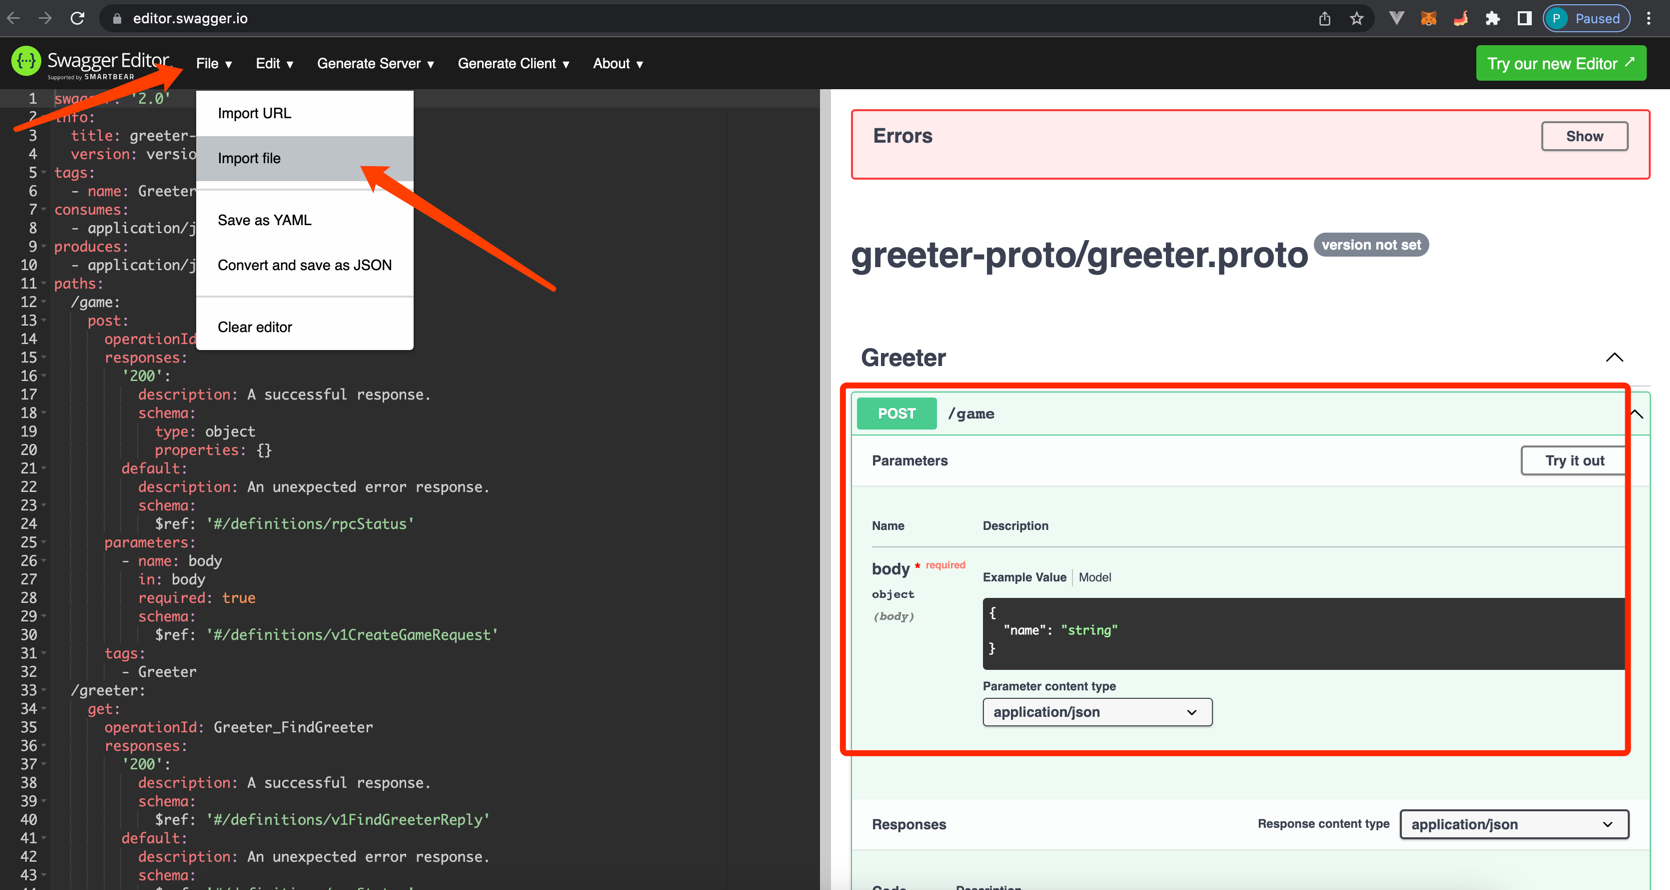 editor.swagger.io
P Paused
Swagger Editor
Supported by SMARTBEAR
File ▾ Edit ▾ Generate Server ▾ Generate Client ▾ About ▾
Try our new Editor ↗
1 swagger: '2.0'
2 info:
3 title: greeter-
4 version: versio
5 tags:
6 - name: Greeter
7 consumes:
8 - application/j
9 produces:
10 - application/j
11 paths:
12 /game:
13 post:
14 operationId
15 responses:
16 '200':
17 description: A successful response.
18 schema:
19 type: object
20 properties: {}
21 default:
22 description: An unexpected error response.
23 schema:
24 $ref: '#/definitions/rpcStatus'
25 parameters:
26 - name: body
27 in: body
28 required: true
29 schema:
30 $ref: '#/definitions/v1CreateGameRequest'
31 tags:
32 - Greeter
33 /greeter:
34 get:
35 operationId: Greeter_FindGreeter
36 responses:
37 '200':
38 description: A successful response.
39 schema:
40 $ref: '#/definitions/v1FindGreeterReply'
41 default:
42 description: An unexpected error response.
43 schema:
Import URL
Import file
Save as YAML
Convert and save as JSON
Clear editor
Errors
Show
greeter-proto/greeter.proto version not set
Greeter
POST /game
Parameters
Try it out
Name Description
body * required
object
(body)
Example Value Model
{
"name": "string"
}
Parameter content type
application/json
Responses
Response content type application/json
Code Description